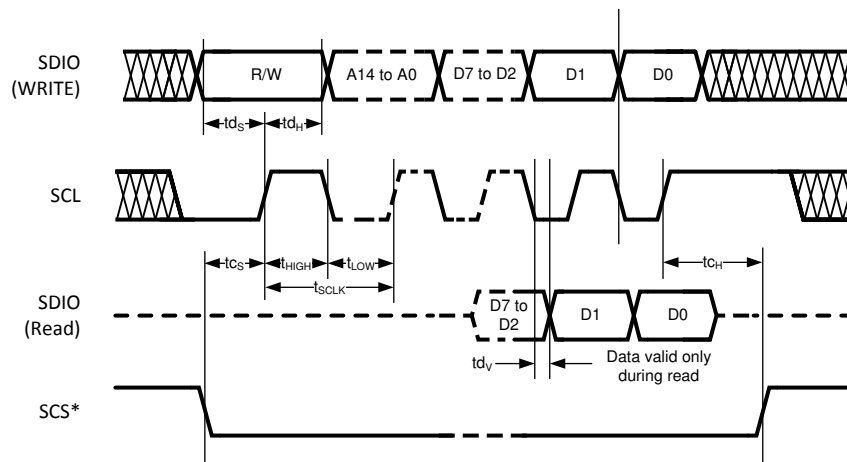 SDIO
(WRITE)
R/W
A14 to A0
D7 to D2
D1
D0
tdS
tdH
SCL
tcS
tHIGH
tLOW
tSCLK
tcH
SDIO
(Read)
D7 to
D2
D1
D0
tdV
Data valid only
during read
SCS*